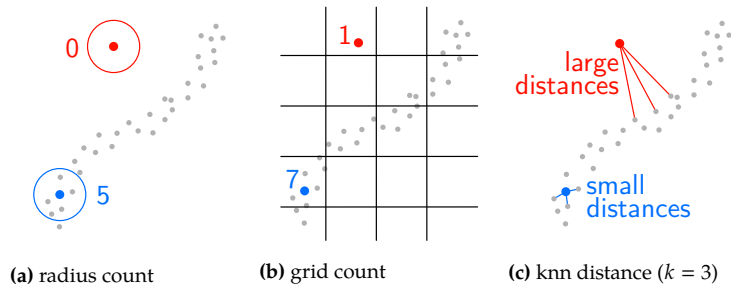 0
5
(a) radius count
1
7
(b) grid count
large
distances
small
distances
(c) knn distance (k = 3)